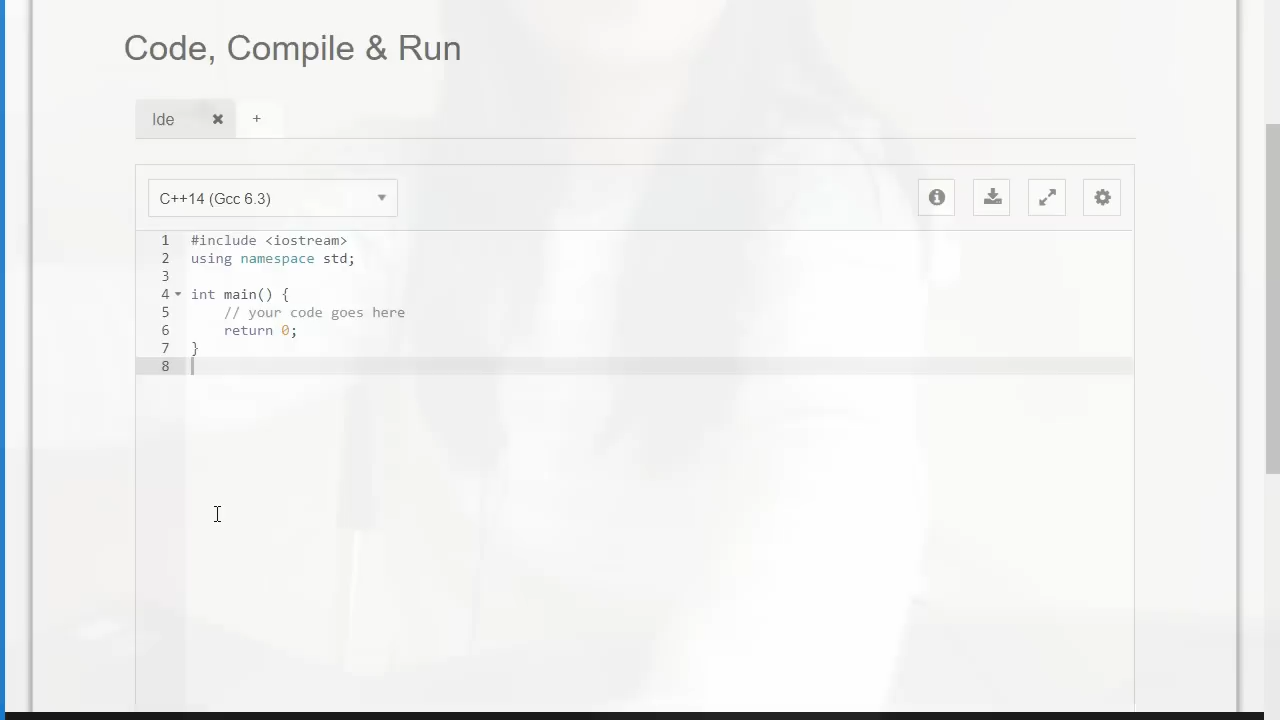 Code, Compile & Run
Ide ✖ +
C++14 (Gcc 6.3)
1 #include <iostream>
2 using namespace std;
3
4 int main() {
5 // your code goes here
6 return 0;
7 }
8